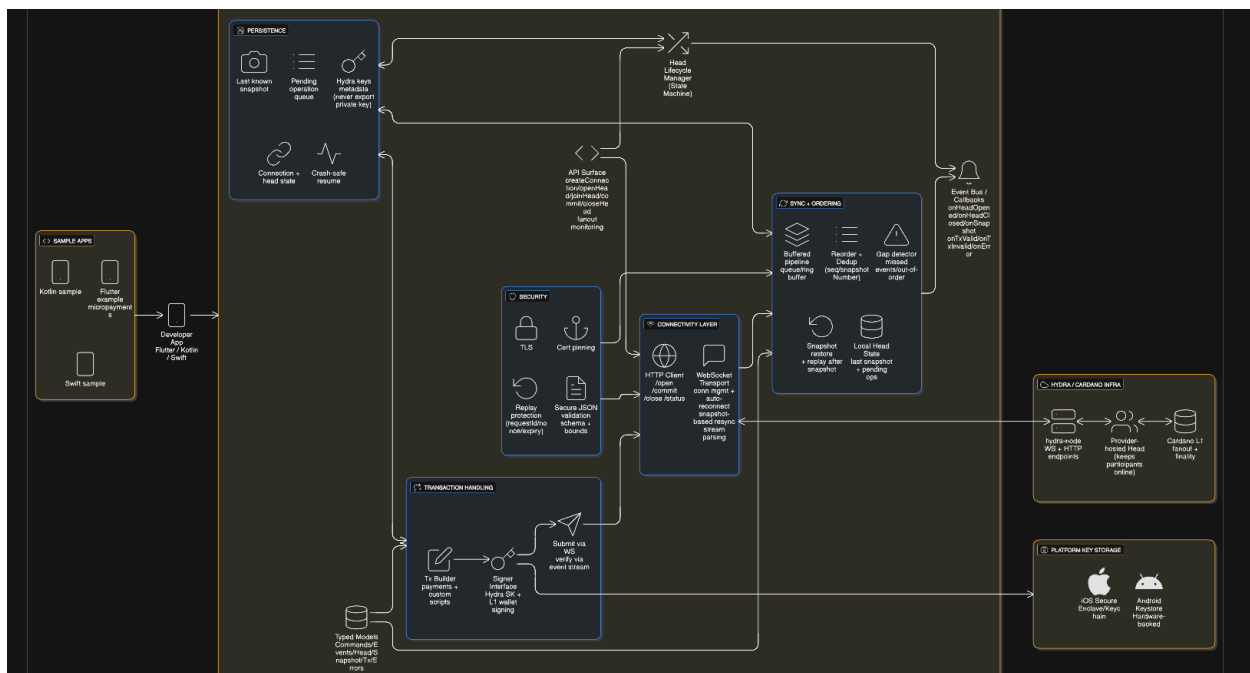 PERSISTENCE
Last known
snapshot
Pending
operation
queue
Hydra keys
metadata
(never export
private key)
Connection +
head state
Crash-safe
resume
Head
Lifecycle
Manager
(State
Machine)
API Surface
createConnec
tion/openHea
d/joinHead/co
mmit/closeHe
ad
fanout
monitoring
Event Bus /
Callbacks
onHeadOpen
ed/onHeadCl
osed/onSnap
shot
onTxValid/onT
xInvalid/onErr
or
SYNC + ORDERING
Buffered
pipeline
queue/ring
buffer
Reorder +
Dedup
(seq/snapshot
Number)
Gap detector
missed
events/out-of-
order
Snapshot
restore
+ replay after
snapshot
Local Head
State
last snapshot
+ pending
ops
SAMPLE APPS
Kotlin sample
Flutter
example
micropayment
s
Swift sample
Developer
App
Flutter / Kotlin
/ Swift
SECURITY
TLS
Cert pinning
Replay
protection
(requestId/no
nce/expiry)
Secure JSON
validation
schema +
bounds
CONNECTIVITY LAYER
HTTP Client
/open
/commit
/close /status
WebSocket
Transport
conn mgmt +
auto-
reconnect
snapshot-
based resync
stream
parsing
HYDRA / CARDANO INFRA
hydra-node
WS + HTTP
endpoints
Provider-
hosted Head
(keeps
participants
online)
Cardano L1
fanout +
finality
TRANSACTION HANDLING
Tx Builder
payments +
custom
scripts
Signer
Interface
Hydra SK +
L1 wallet
signing
Submit via
WS
verify via
event stream
PLATFORM KEY STORAGE
iOS Secure
Enclave/Keyc
hain
Android
Keystore
Hardware-
backed
Typed Models
Commands/E
vents/Head/S
napshot/Tx/E
rrors